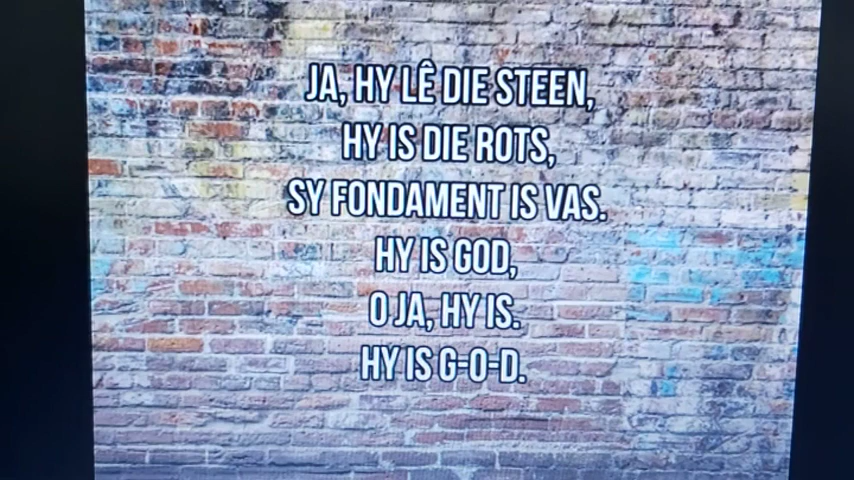 JA, HY LÊ DIE STEEN,
HY IS DIE ROTS,
SY FONDAMENT IS VAS.
HY IS GOD,
O JA, HY IS.
HY IS G-O-D.